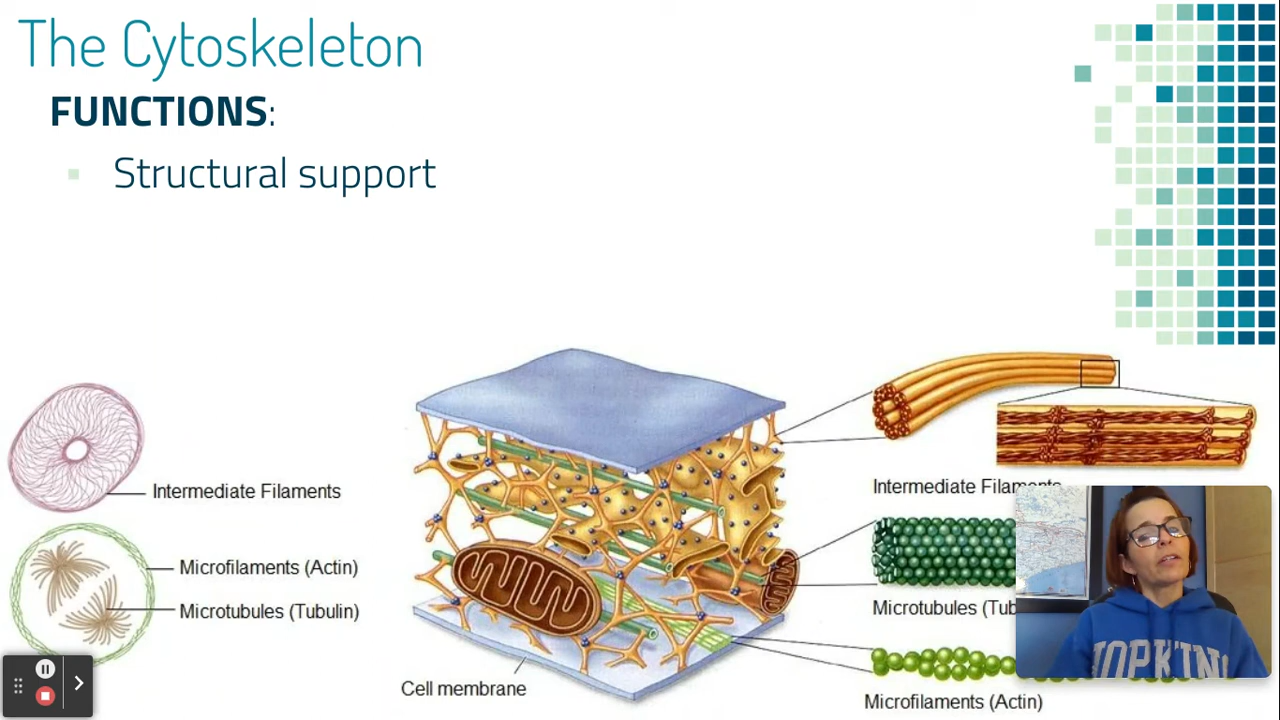 The Cytoskeleton
FUNCTIONS:
Structural support
Intermediate Filaments
Microfilaments (Actin)
Microtubules (Tubulin)
Cell membrane
Intermediate Filaments
Microtubules (Tub
Microfilaments (Actin)